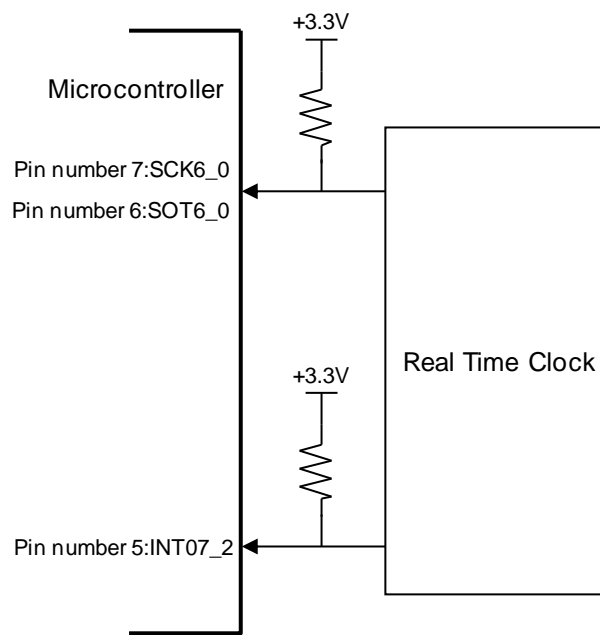 +3.3V
Microcontroller
Pin number 7:SCK6_0
Pin number 6:SOT6_0
Real Time Clock
+3.3V
Pin number 5:INT07_2